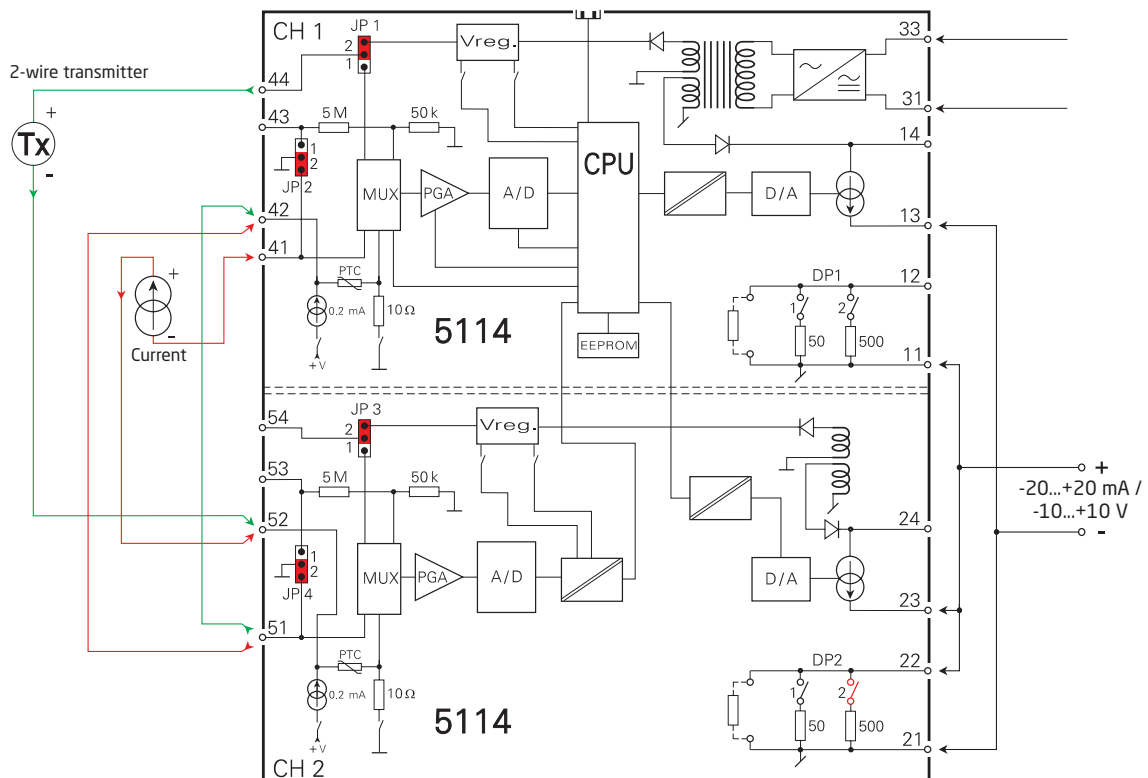 CH 1
JP 1
2
1
Vreg.
33
2-wire transmitter
44
31
+
Tx
-
43
5 M
50 k
14
1
2
JP 2
CPU
MUX
PGA
A/D
D/A
42
13
41
PTC
0.2 mA
10Ω
+V
5114
+
-
Current
EEPROM
DP1
12
1
2
50
500
11
54
JP 3
2
1
Vreg.
53
5 M
50 k
+
-20...+20 mA /
-10...+10 V
-
52
24
1
2
JP 4
MUX
PGA
A/D
D/A
23
51
PTC
0.2 mA
10Ω
+V
5114
DP2
22
1
2
50
500
21
CH 2